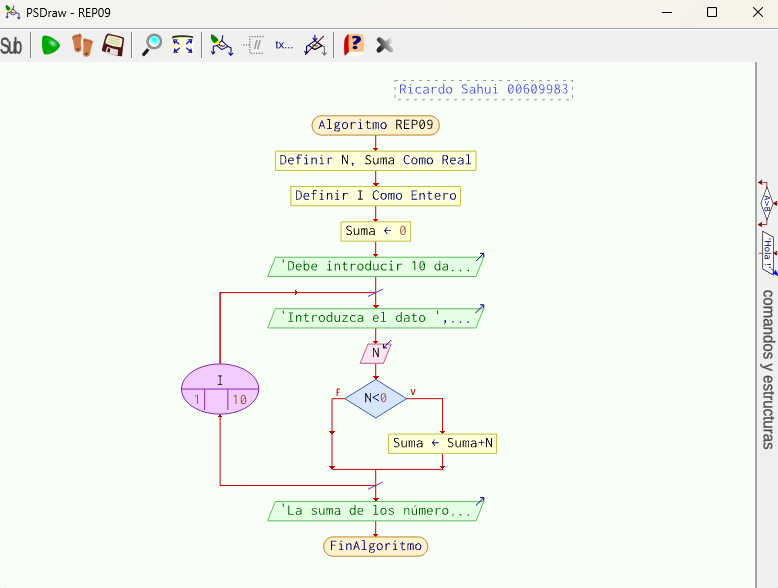 PSDraw - REP09
Sub
tx...
Ricardo Sahui 00609983
Algoritmo REP09
Definir N, Suma Como Real
Definir I Como Entero
Suma ← 0
'Debe introducir 10 da...
'Introduzca el dato ',...
N
I
1 10
F N<0 V
Suma ← Suma+N
'La suma de los número...
FinAlgoritmo
A>B
'Hola !'
comandos y estructuras